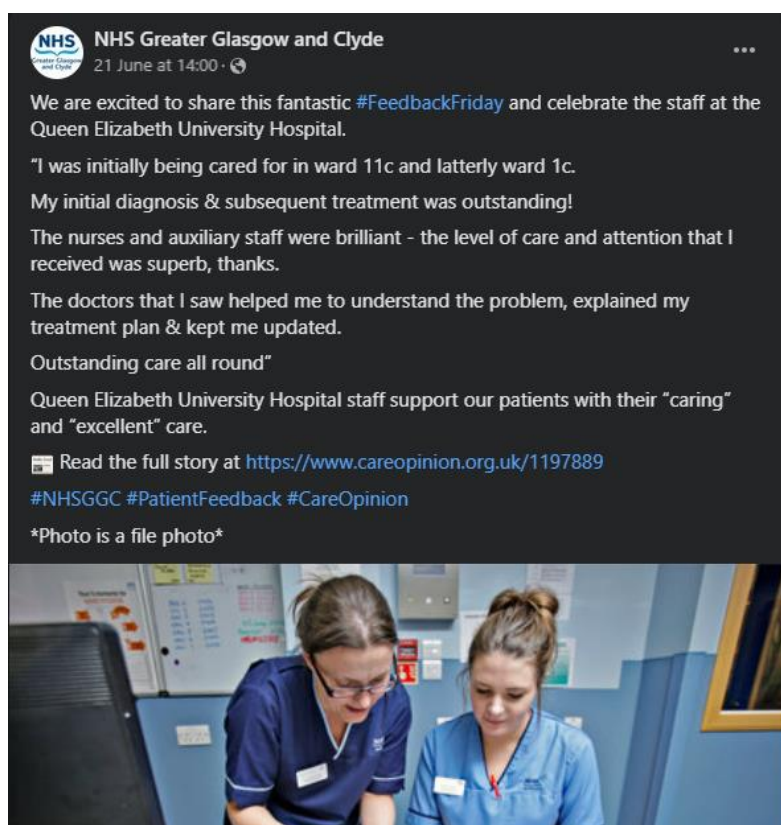 NHS
Greater Glasgow
and Clyde
NHS Greater Glasgow and Clyde
21 June at 14:00 ·
We are excited to share this fantastic #FeedbackFriday and celebrate the staff at the
Queen Elizabeth University Hospital.
“I was initially being cared for in ward 11c and latterly ward 1c.
My initial diagnosis & subsequent treatment was outstanding!
The nurses and auxiliary staff were brilliant - the level of care and attention that I
received was superb, thanks.
The doctors that I saw helped me to understand the problem, explained my
treatment plan & kept me updated.
Outstanding care all round”
Queen Elizabeth University Hospital staff support our patients with their “caring”
and “excellent” care.
Read the full story at https://www.careopinion.org.uk/1197889
#NHSGGC #PatientFeedback #CareOpinion
*Photo is a file photo*